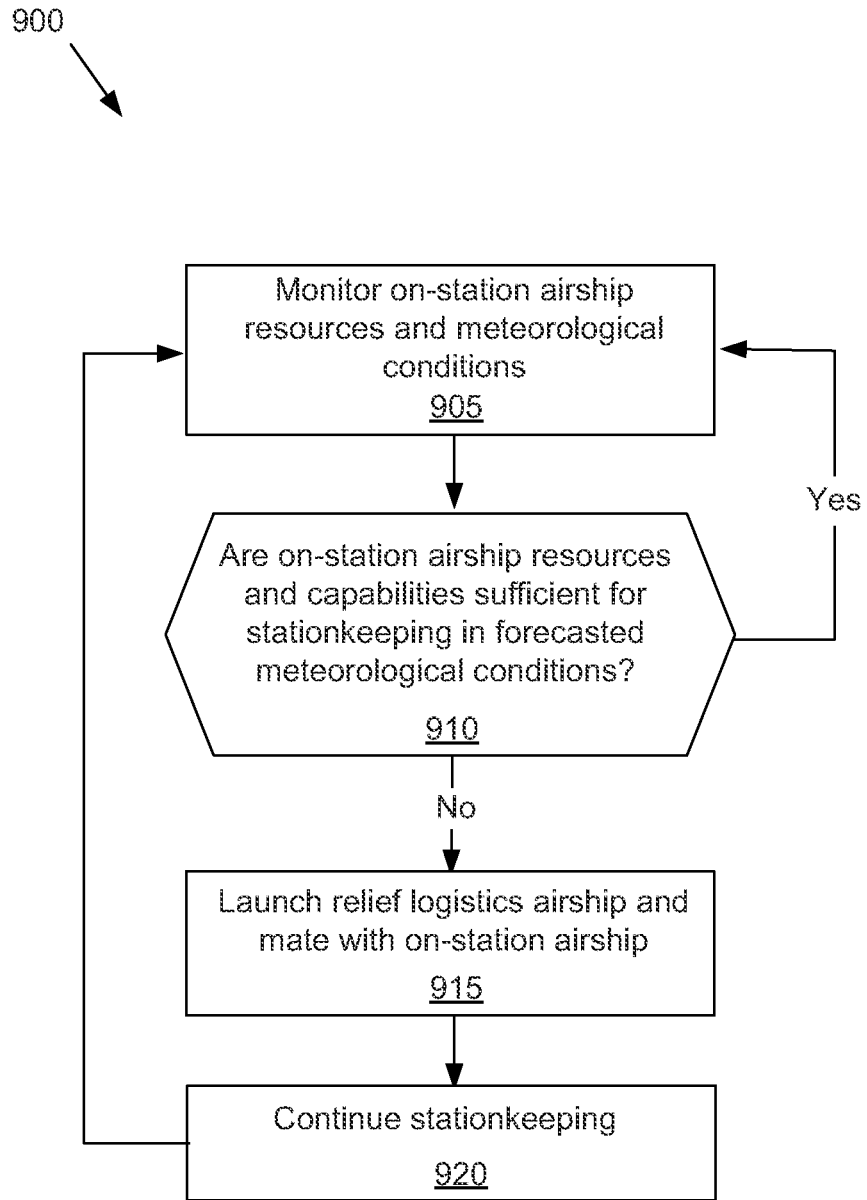 900
Monitor on-station airship
resources and meteorological
conditions
905
Are on-station airship resources
and capabilities sufficient for
stationkeeping in forecasted
meteorological conditions?
910
Yes
No
Launch relief logistics airship and
mate with on-station airship
915
Continue stationkeeping
920